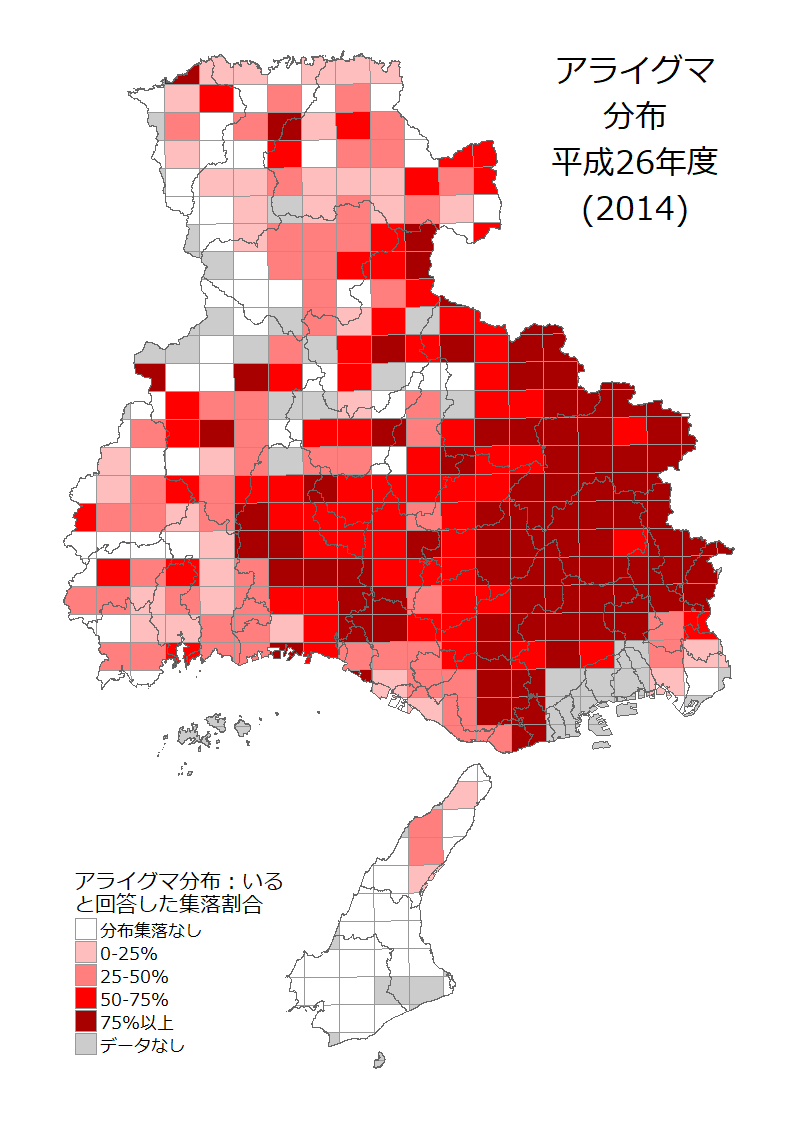 アライグマ
分布
平成26年度
(2014)
アライグマ分布：いる
と回答した集落割合
分布集落なし
0-25%
25-50%
50-75%
75%以上
データなし